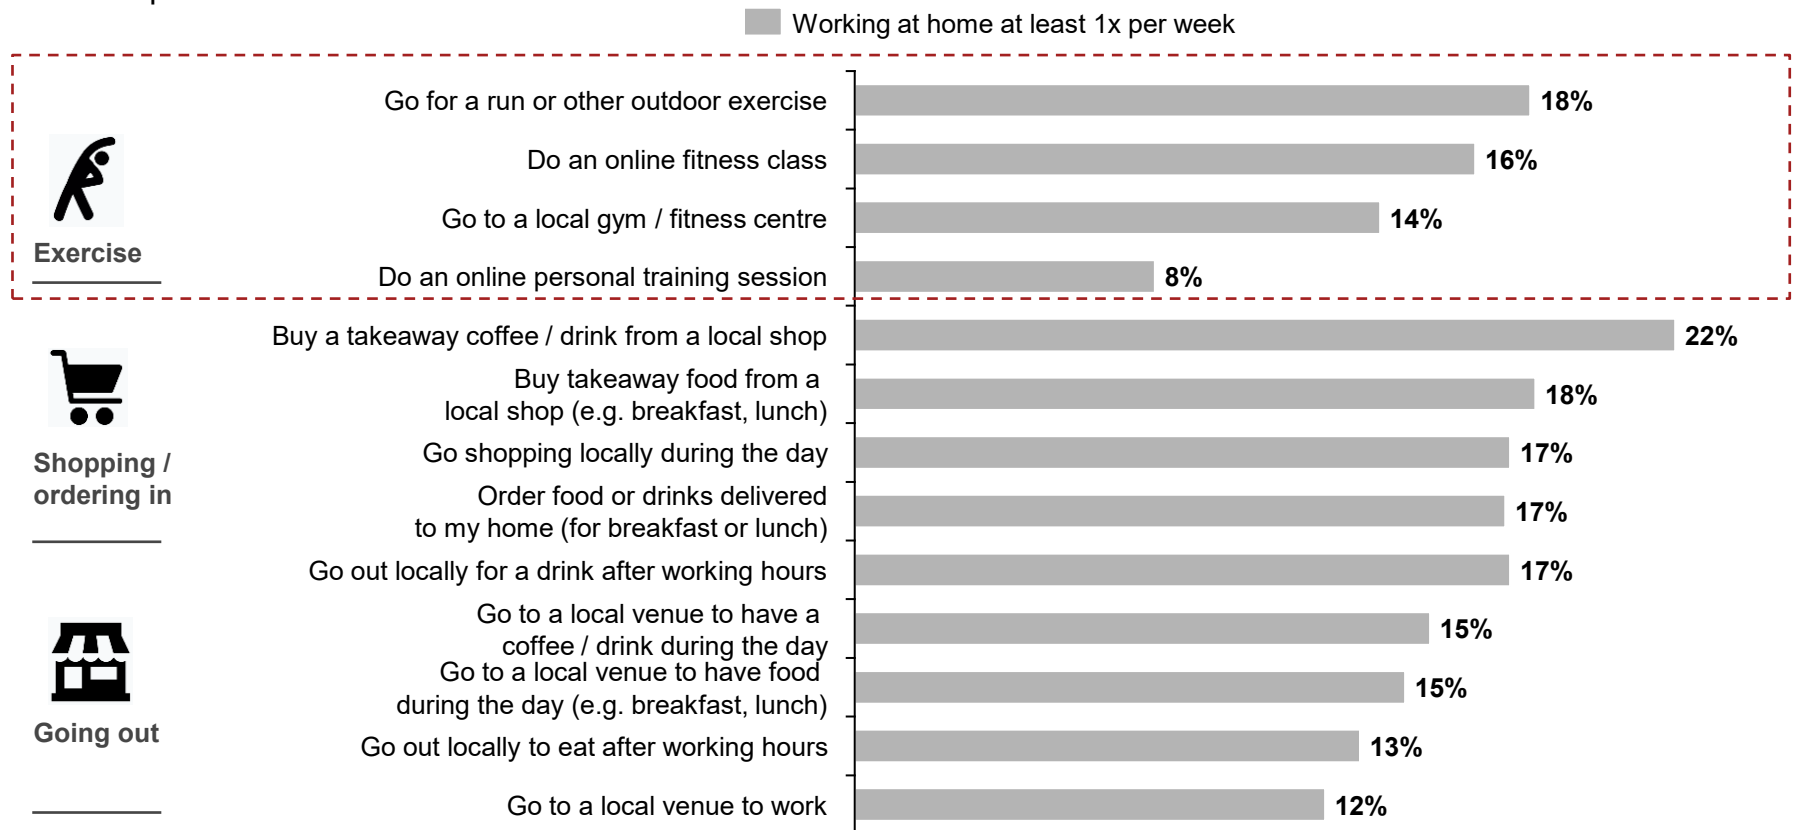 Working at home at least 1x per week
Go for a run or other outdoor exercise 18%
Do an online fitness class 16%
Go to a local gym / fitness centre 14%
Exercise
Do an online personal training session 8%
Buy a takeaway coffee / drink from a local shop 22%
Buy takeaway food from a
local shop (e.g. breakfast, lunch) 18%
Go shopping locally during the day 17%
Shopping /
ordering in
Order food or drinks delivered
to my home (for breakfast or lunch) 17%
Go out locally for a drink after working hours 17%
Go to a local venue to have a
coffee / drink during the day 15%
Go to a local venue to have food
during the day (e.g. breakfast, lunch) 15%
Going out
Go out locally to eat after working hours 13%
Go to a local venue to work 12%